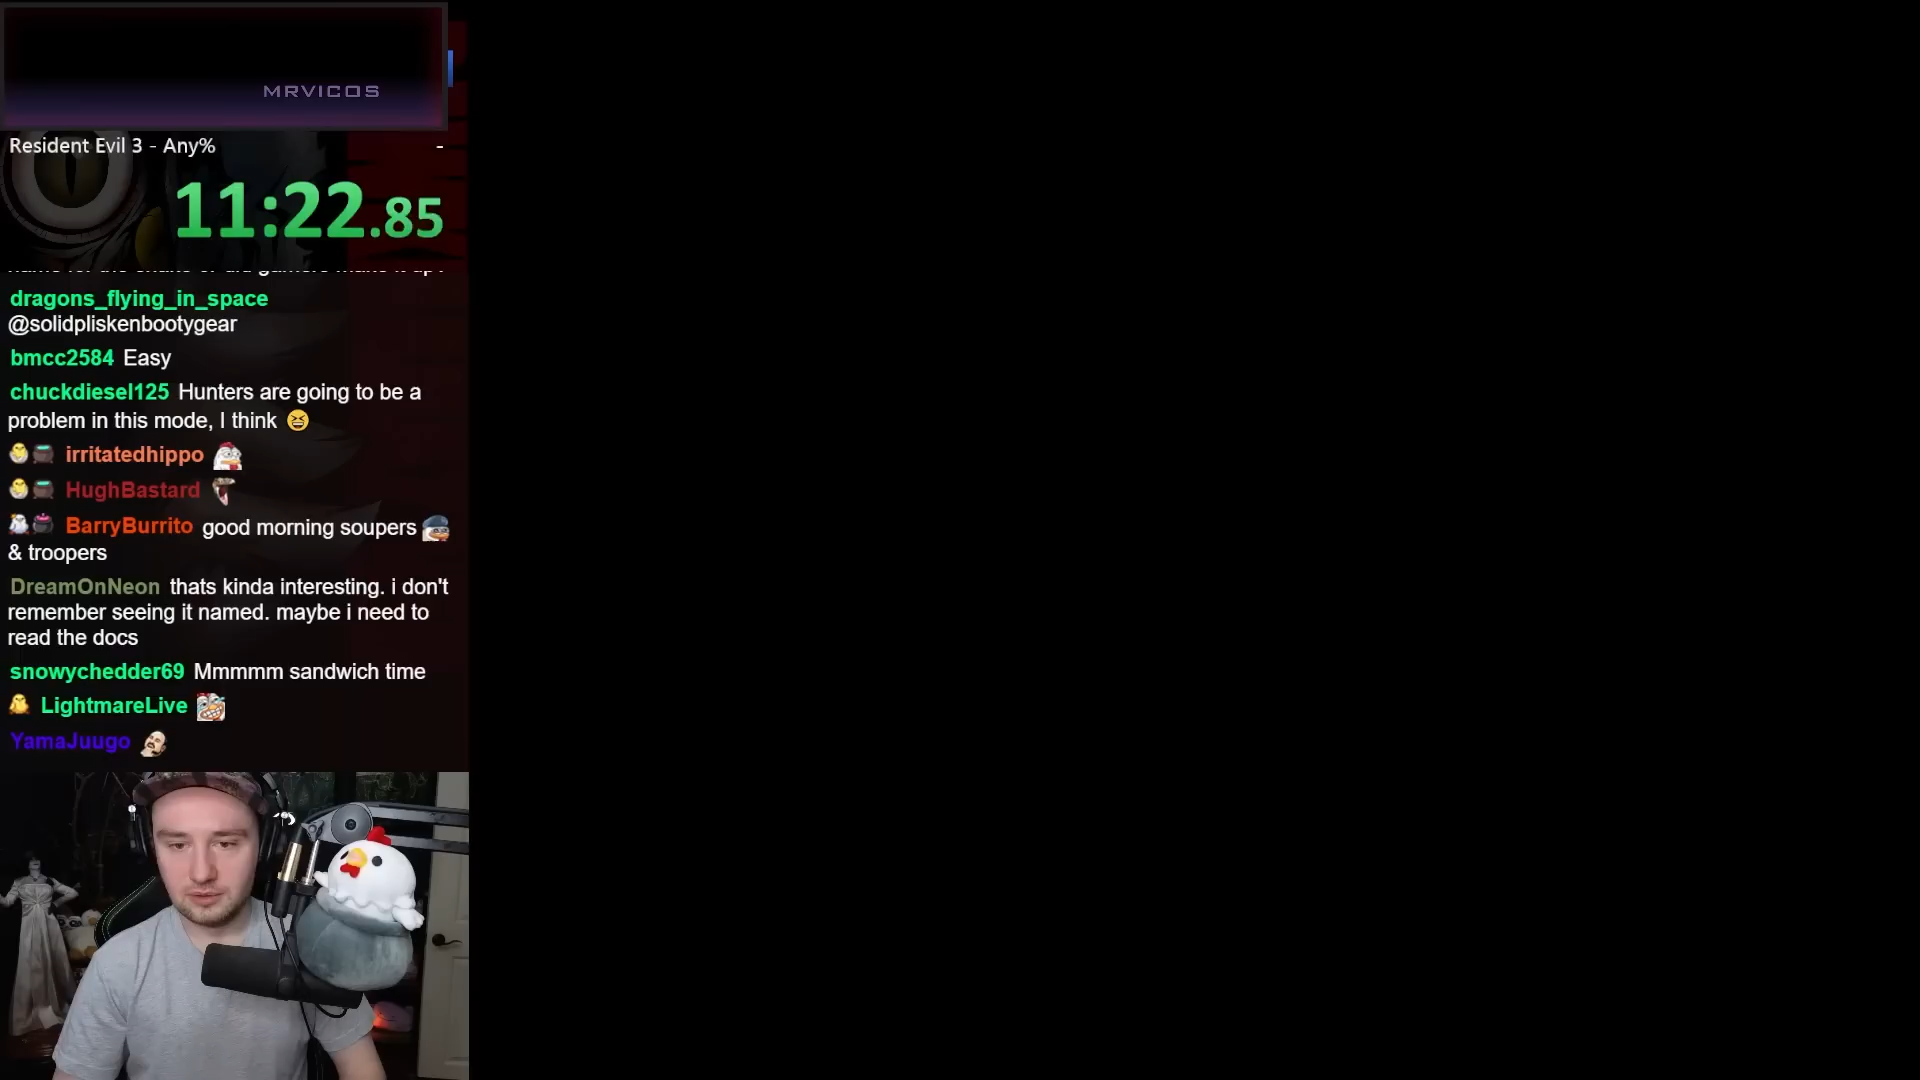 MRVICOS
Resident Evil 3 - Any% -
11:22.85
dragons_flying_in_space
@solidpliskenbootygear
bmcc2584 Easy
chuckdiesel125 Hunters are going to be a
problem in this mode, I think
irritatedhippo
HughBastard
BarryBurrito good morning soupers
& troopers
DreamOnNeon thats kinda interesting. i don't
remember seeing it named. maybe i need to
read the docs
snowychedder69 Mmmmm sandwich time
LightmareLive
YamaJuugo